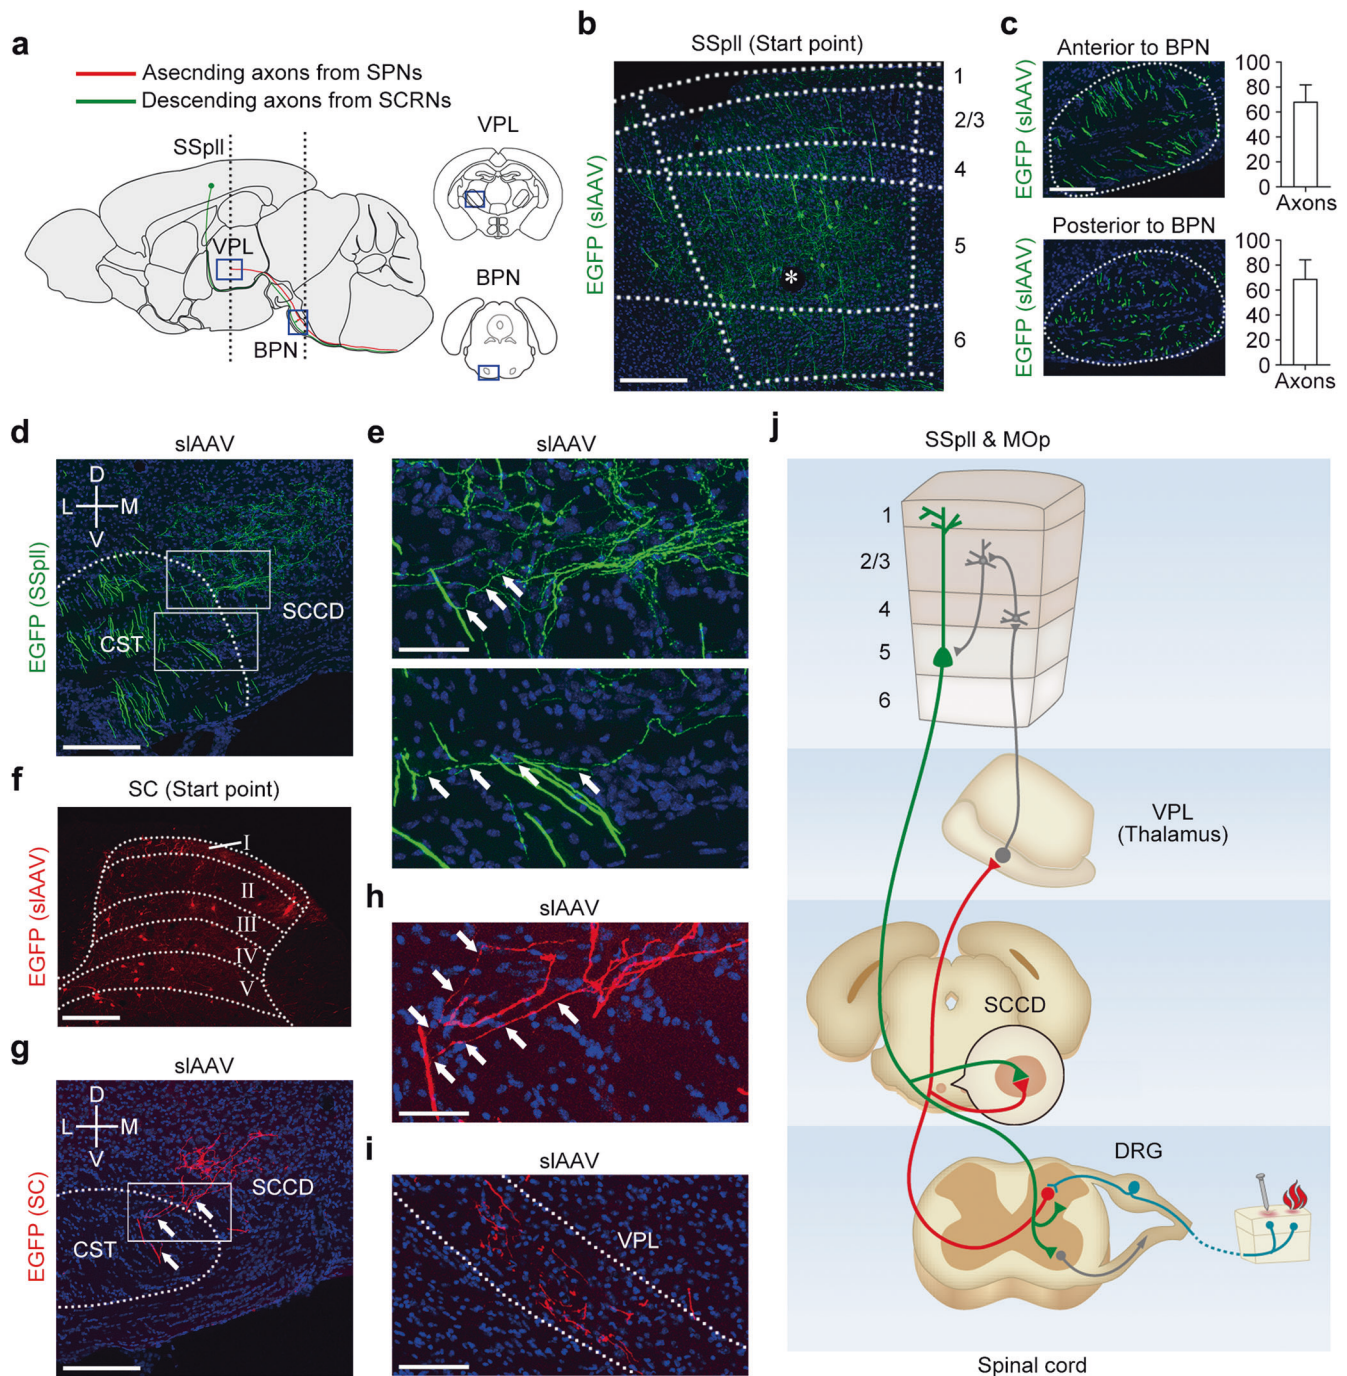 a
Asecnding axons from SPNs
Descending axons from SCRNs
SSpll
VPL
BPN
VPL
BPN
b
SSpll (Start point)
EGFP (slAAV)
1
2/3
4
5
6
*
c
Anterior to BPN
EGFP (slAAV)
100
80
60
40
20
0
Axons
Posterior to BPN
EGFP (slAAV)
100
80
60
40
20
0
Axons
d
slAAV
EGFP (SSpll)
D
L M
V
SCCD
CST
e
slAAV
f
SC (Start point)
EGFP (slAAV)
I
II
III
IV
V
g
slAAV
EGFP (SC)
D
L M
V
SCCD
CST
h
slAAV
i
slAAV
VPL
j
SSpll & MOp
1
2/3
4
5
6
VPL
(Thalamus)
SCCD
DRG
Spinal cord